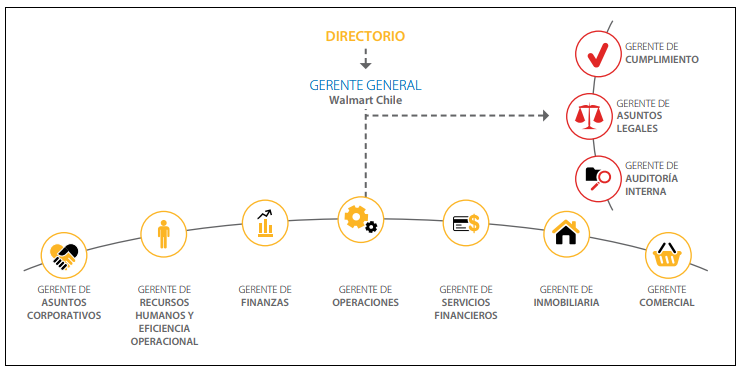 DIRECTORIO
GERENTE GENERAL
Walmart Chile
GERENTE DE
CUMPLIMIENTO
GERENTE DE
ASUNTOS
LEGALES
GERENTE DE
AUDITORÍA
INTERNA
GERENTE DE
ASUNTOS
CORPORATIVOS
GERENTE DE
RECURSOS
HUMANOS Y
EFICIENCIA
OPERACIONAL
GERENTE DE
FINANZAS
GERENTE DE
OPERACIONES
$
GERENTE DE
SERVICIOS
FINANCIEROS
GERENTE DE
INMOBILIARIA
GERENTE
COMERCIAL